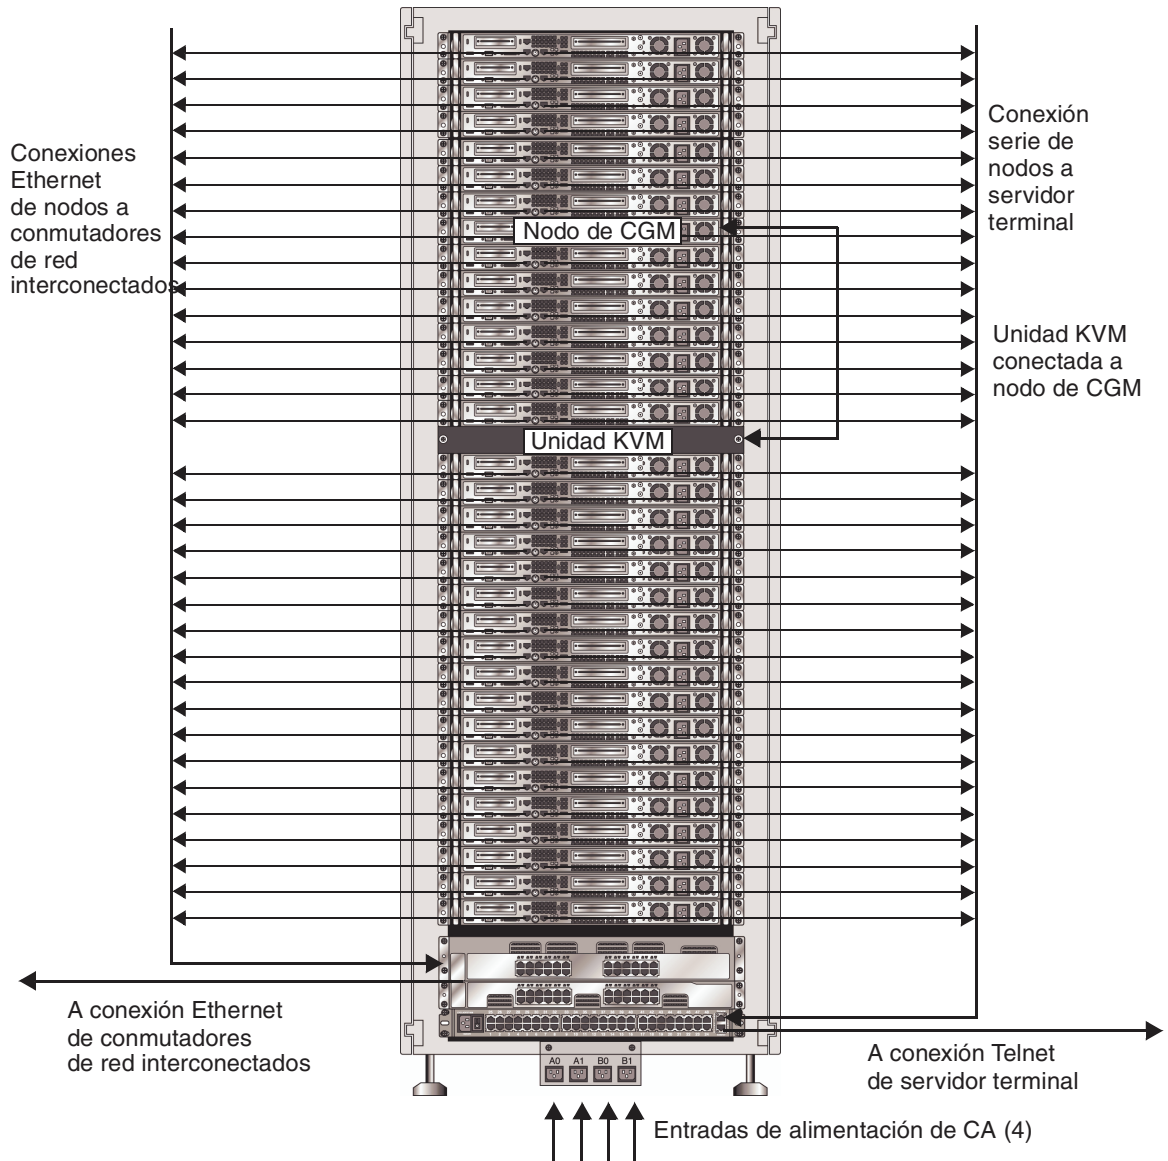 Conexiones
Ethernet
de nodos a
conmutadores
de red
interconectados
Conexión
serie de
nodos a
servidor
terminal
Nodo de CGM
Unidad KVM
conectada a
nodo de CGM
Unidad KVM
A conexión Ethernet
de conmutadores
de red interconectados
A conexión Telnet
de servidor terminal
A0 A1 B0 B1
Entradas de alimentación de CA (4)